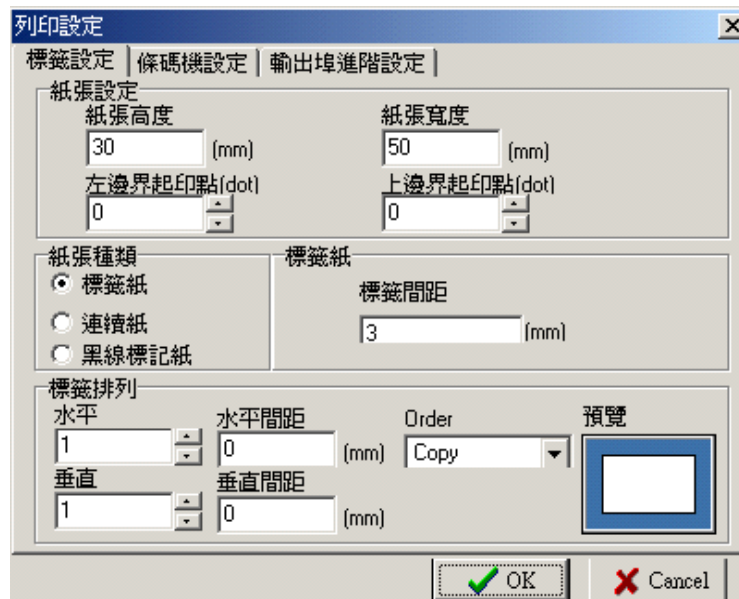 列印設定
標籤設定 條碼機設定 輸出埠進階設定
紙張設定
紙張高度 紙張寬度
30 (mm) 50 (mm)
左邊界起印點(dot) 上邊界起印點(dot)
0 0
紙張種類 標籤紙
標籤紙
標籤間距
連續紙
3 (mm)
黑線標記紙
標籤排列
水平 水平間距 Order 預覽
1 0 (mm) Copy
垂直 垂直間距
1 0 (mm)
OK Cancel